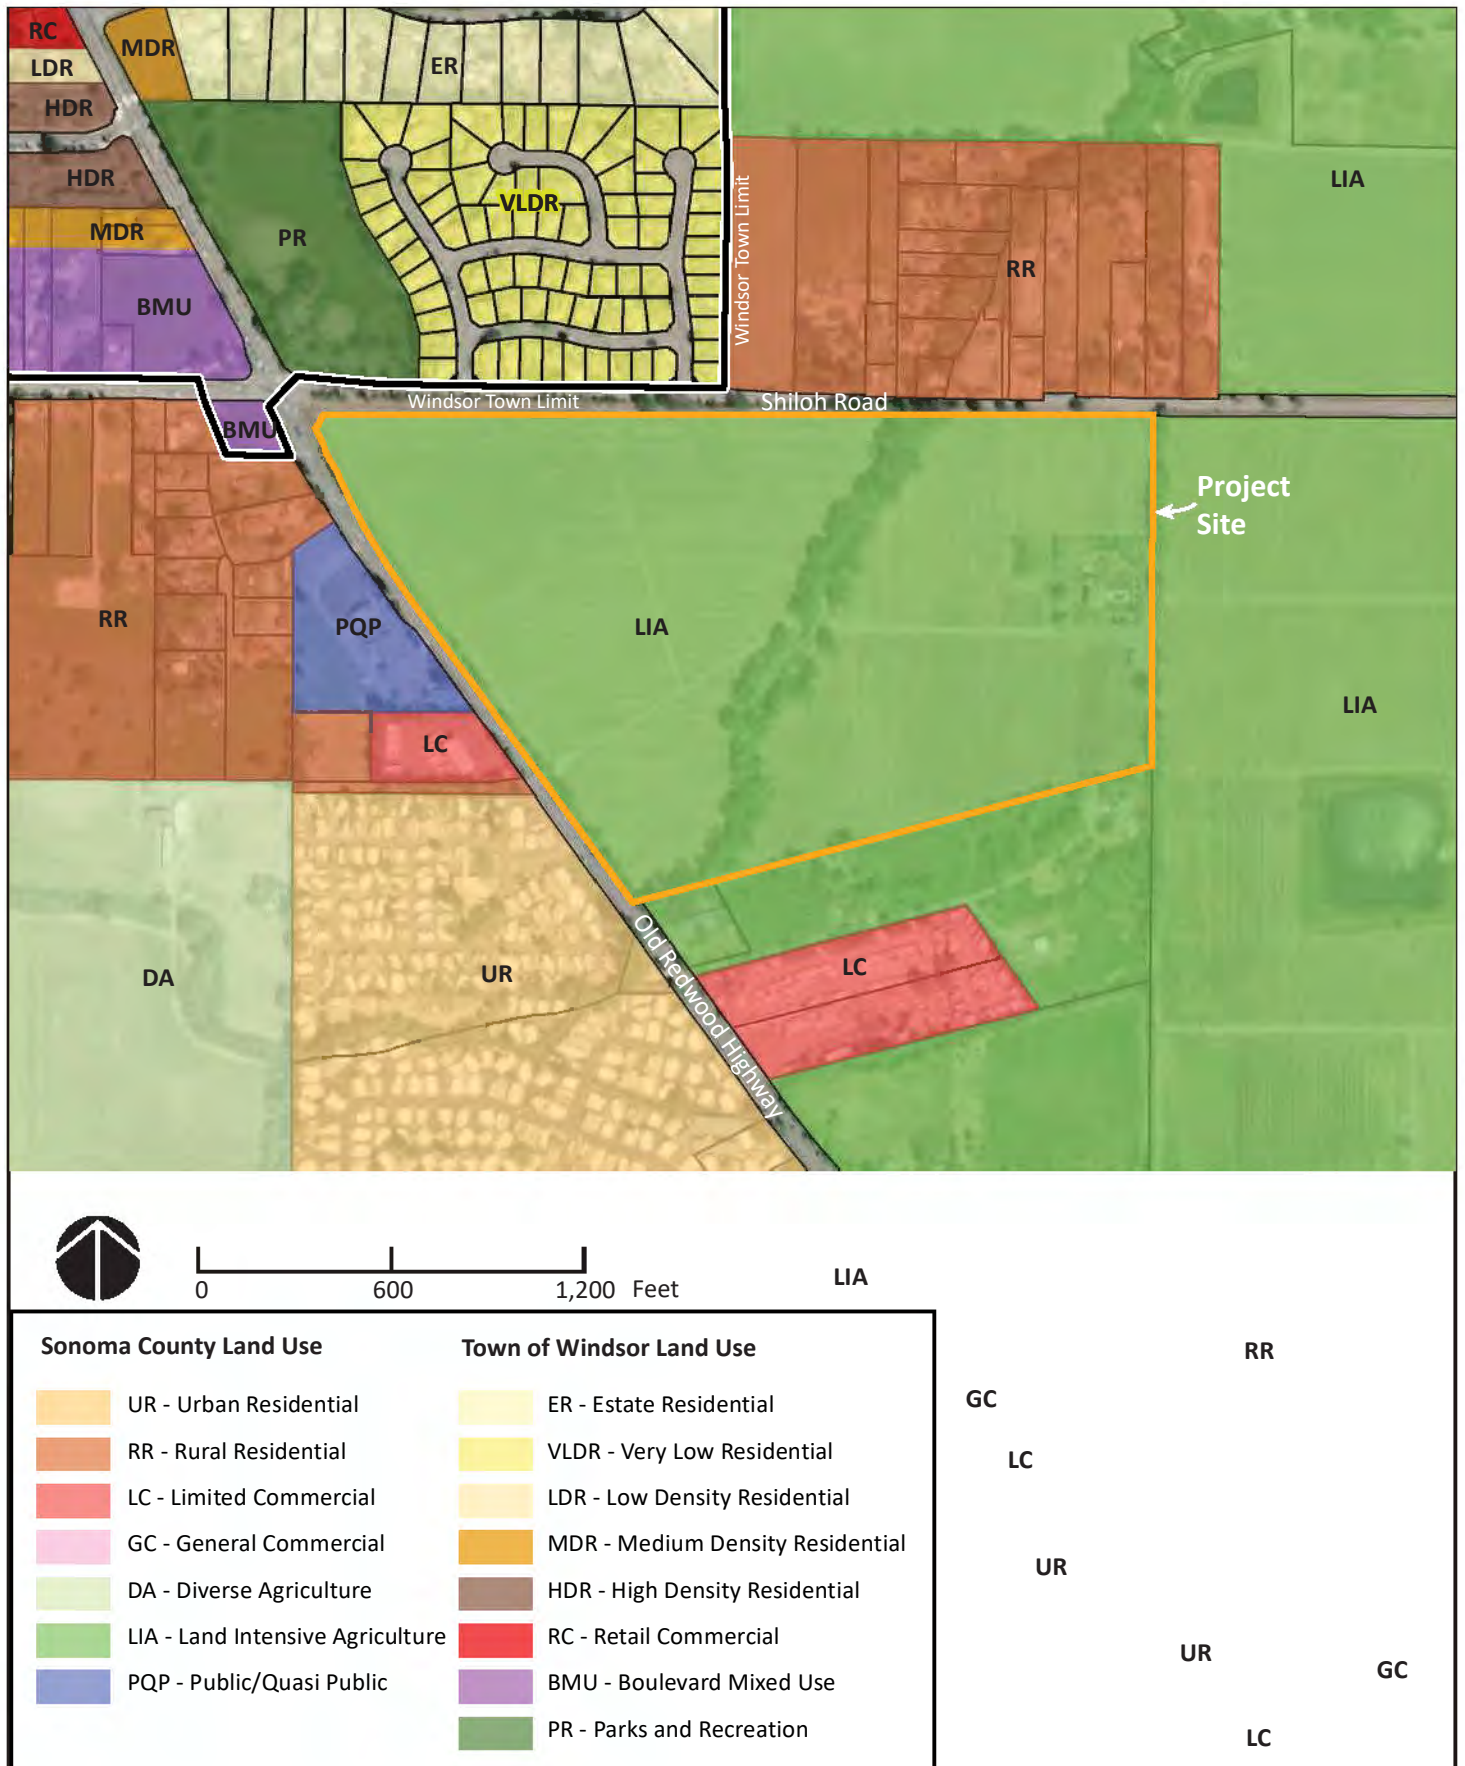 RC
MDR
LDR
ER
HDR
HDR
LIA
VLDR
MDR
PR
RR
Windsor Town Limit
BMU
Windsor Town Limit
Shiloh Road
BMU
Project
Site
RR
PQP
LIA
LIA
LC
DA
UR
LC
Old Redwood Highway
0 600 1,200 Feet
LIA
Sonoma County Land Use
UR - Urban Residential
RR - Rural Residential
LC - Limited Commercial
GC - General Commercial
DA - Diverse Agriculture
LIA - Land Intensive Agriculture
PQP - Public/Quasi Public
Town of Windsor Land Use
ER - Estate Residential
VLDR - Very Low Residential
LDR - Low Density Residential
MDR - Medium Density Residential
HDR - High Density Residential
RC - Retail Commercial
BMU - Boulevard Mixed Use
PR - Parks and Recreation
RR
GC
LC
UR
UR
GC
LC